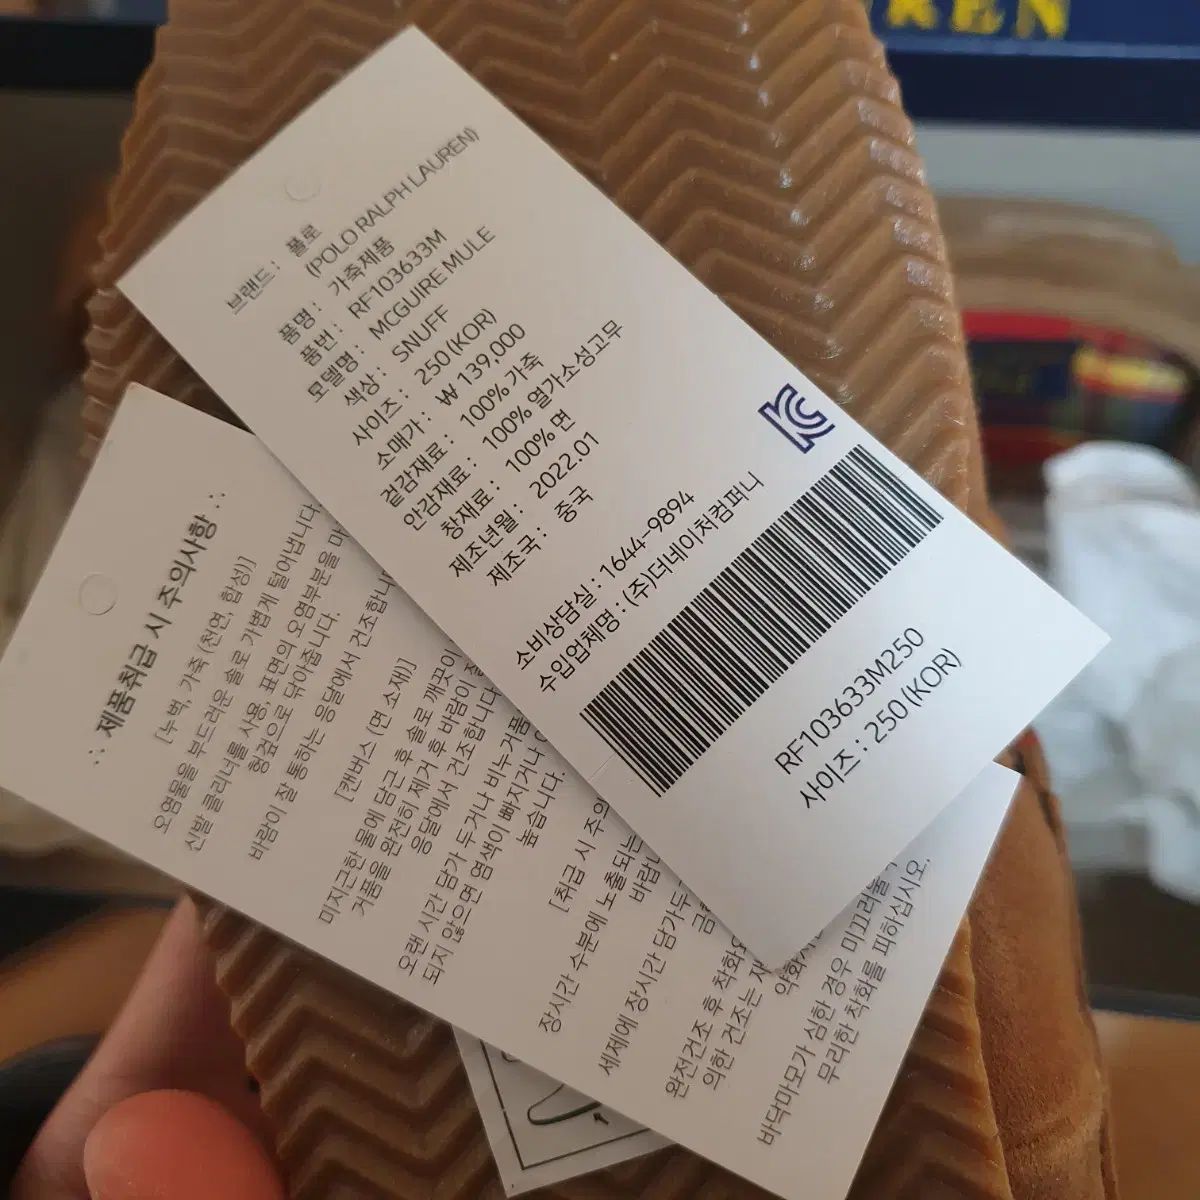 브랜드 : 폴로
(POLO RALPH LAUREN)
품명 : 가죽제품
품번 : RF103633M
모델명 : MCGUIRE MULE
색상 : SNUFF
사이즈 : 250 (KOR)
소매가 : ₩ 139,000
겉감재료 : 100% 가죽
안감재료 : 100% 열가소성고무
창재료 : 100% 면
제조년월 : 2022.01
제조국 : 중국
소비상담실 : 1644-9894
수입업체명 : (주)더네이처컴퍼니
RF103633M250
사이즈 : 250 (KOR)
∴ 제품취급 시 주의사항 ∴
[누벅, 가죽 (천연, 합성)]
오염물을 부드러운 솔로 가볍게 털어냅니다.
신발 클리너를 사용, 표면의 오염부분을
헝겊으로 닦아줍니다.
바람이 잘 통하는 응달에서 건조합니
[캔버스 (면 소재)]
미지근한 물에 담근 후 솔로 깨끗이
거품을 완전히 제거 후 바람이
응달에서 건조합니다
오랜 시간 담가 두거나 비누거품
되지 않으면 염색이 빠지거나
높습니다.
[취급 시 주의
장시간 수분에 노출되는
세제에 장시간 담가두
완전건조 후 착화
의한 건조는
바닥마모가 심한 경우 미끄러울
무리한 착화를 피하십시오.